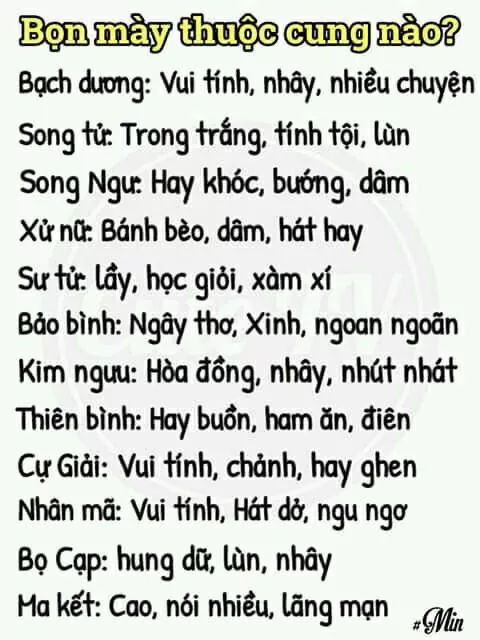 Bọn mày thuộc cung nào?
Bạch dương: Vui tính, nhây, nhiều chuyện
Song tử: Trong trắng, tính tội, lùn
Song Ngư: Hay khóc, bướng, dâm
Xử nữ: Bánh bèo, dâm, hát hay
Sư tử: lầy, học giỏi, xàm xí
Bảo bình: Ngây thơ, Xinh, ngoan ngoãn
Kim ngưu: Hòa đồng, nhây, nhút nhát
Thiên bình: Hay buồn, ham ăn, điên
Cự Giải: Vui tính, chảnh, hay ghen
Nhân mã: Vui tính, Hát dở, ngu ngơ
Bọ Cạp: hung dữ, lùn, nhây
Ma kết: Cao, nói nhiều, lãng mạn
#Min